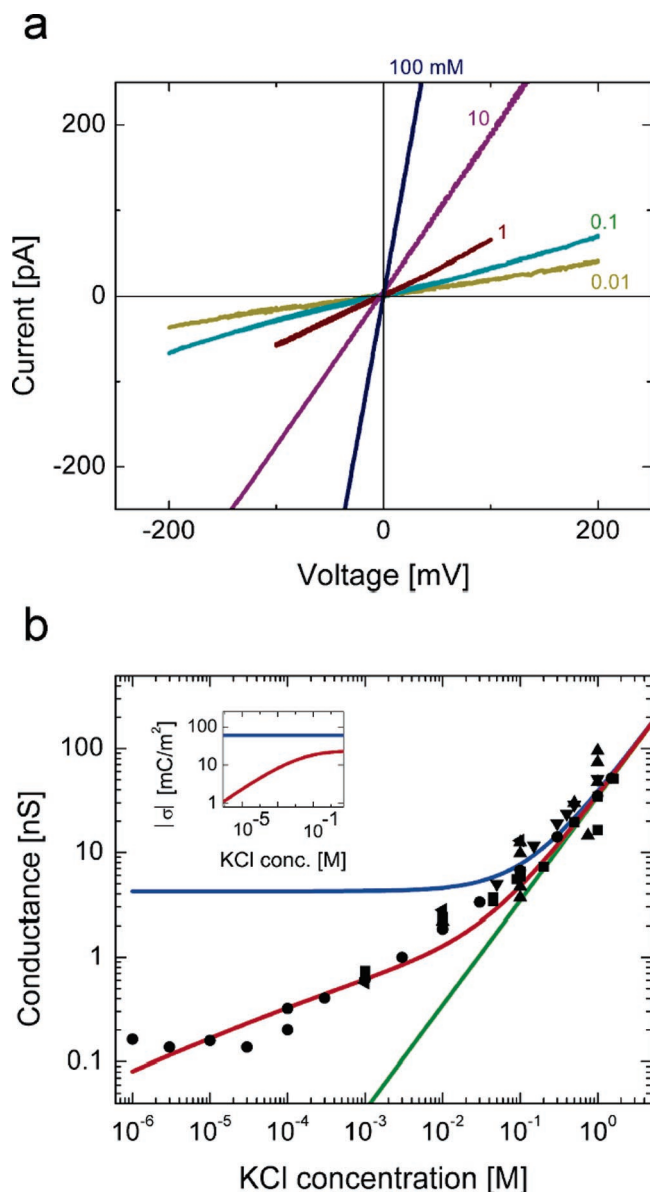 a
100 mM
200
10
0.1
1
0
0.01
Current [pA]
-200
-200
0
200
Voltage [mV]
b
100
10
1
0.1
Conductance [nS]
|σ| [mC/m²]
100
10
1
10⁻⁵
10⁻¹
KCl conc. [M]
10⁻⁶
10⁻⁵
10⁻⁴
10⁻³
10⁻²
10⁻¹
10⁰
KCl concentration [M]